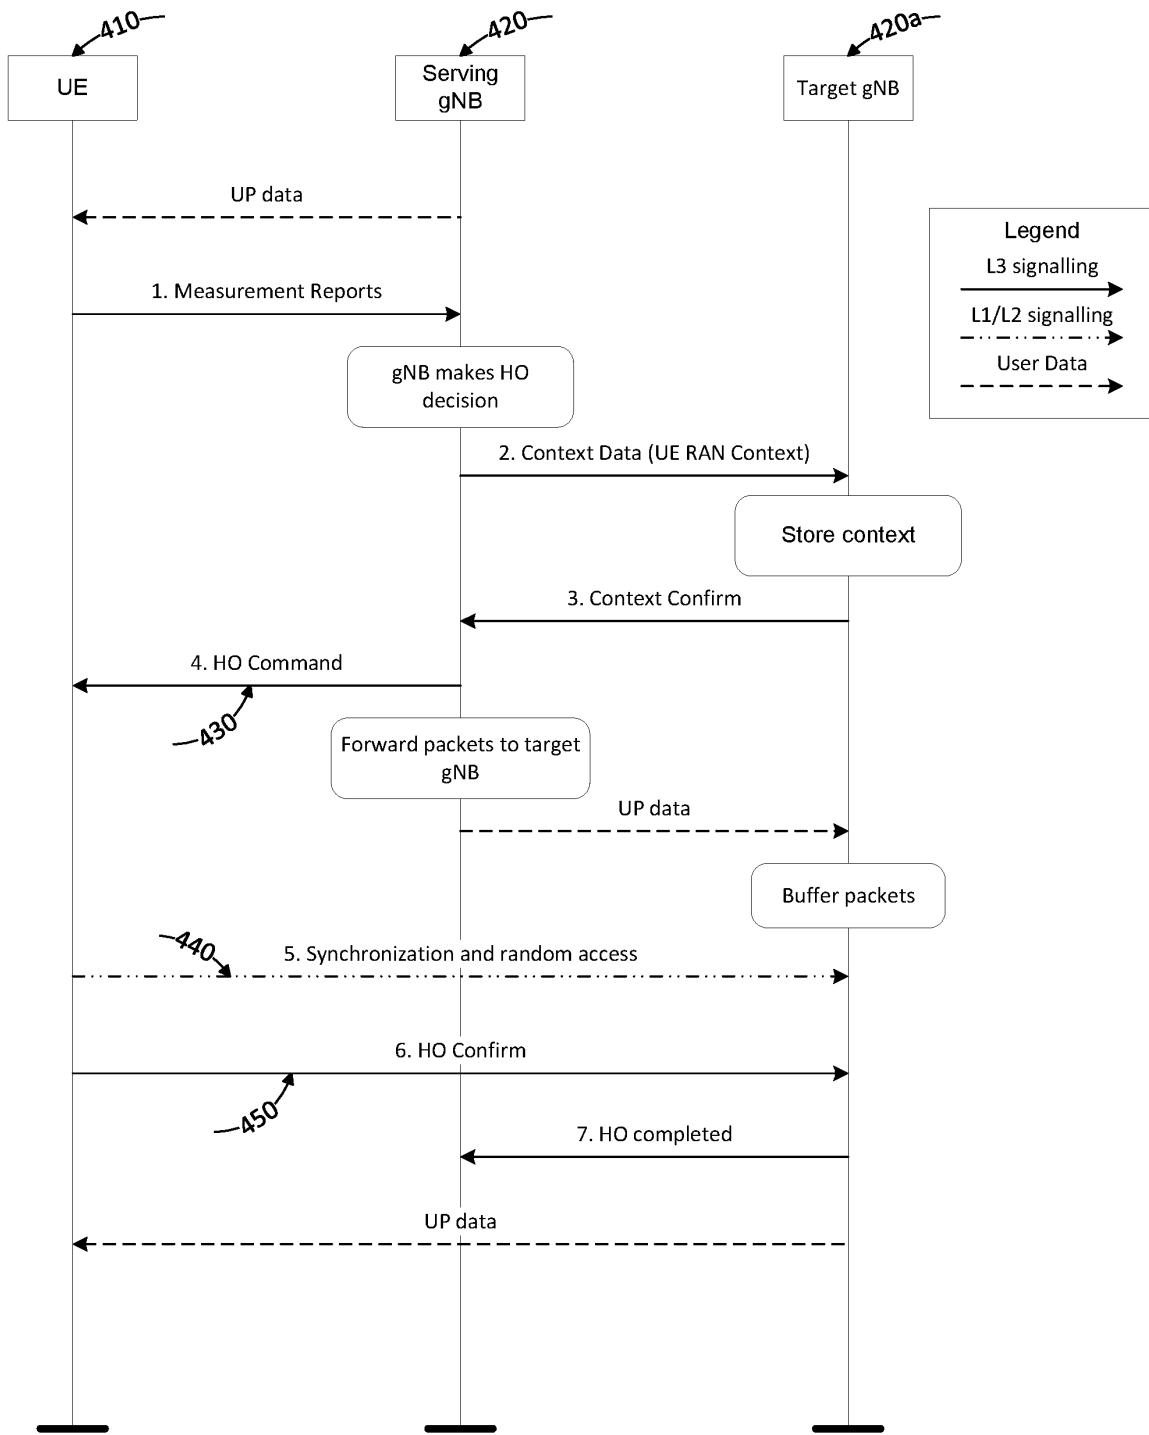 410
420
420a
UE
Serving
gNB
Target gNB
UP data
Legend
L3 signalling
L1/L2 signalling
User Data
1. Measurement Reports
gNB makes HO
decision
2. Context Data (UE RAN Context)
Store context
3. Context Confirm
4. HO Command
430
Forward packets to target
gNB
UP data
Buffer packets
440
5. Synchronization and random access
6. HO Confirm
450
7. HO completed
UP data